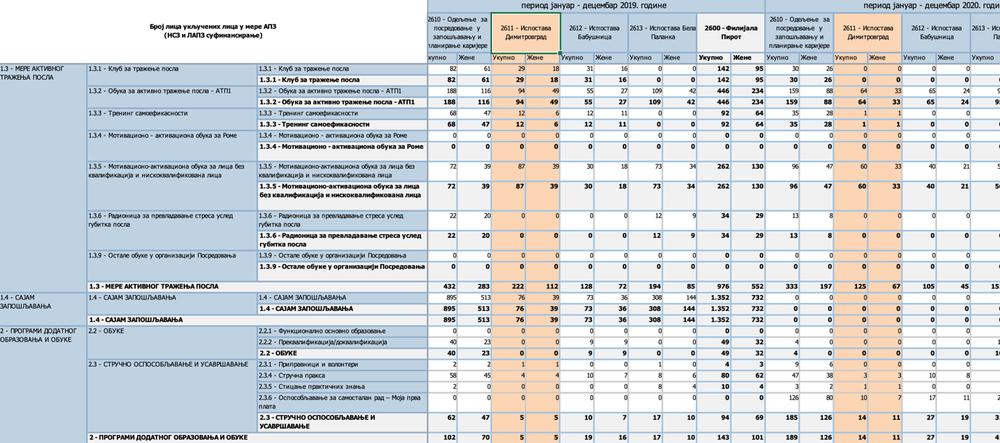 период јануар - децембар 2019. године период јануар - децембар 2020. годи
Број лица укључених лица у мере АПЗ
(НСЗ и ЛАПЗ суфинансирање)
2610 - Одељење за посредовање у запошљавању и планирање каријере 2611 - Испостава Димитровград 2612 - Испостава Бабушница 2613 - Испостава Бела Паланка 2600 - Филијала Пирот 2610 - Одељење за посредовање у запошљавању и планирање каријере 2611 - Испостава Димитровград 2612 - Испостава Бабушница 2613 - Исп
купно Жене Укупно Жене Укупно Жене Укупно Жене Укупно Жене Укупно Жене Укупно Жене Укупно Жене Укупно
1.3 - МЕРЕ АКТИВНОГ ТРАЖЕЊА ПОСЛА 1.3.1 - Клуб за тражење посла 1.3.1 - Клуб за тражење посла 82 61 29 18 31 16 0 0 142 95 30 26 0 0 0 0
1.3.1 - Клуб за тражење посла 82 61 29 18 31 16 0 0 142 95 30 26 0 0 0 0
1.3.2 - Обука за активно тражење посла - АТП1 1.3.2 - Обука за активно тражење посла - АТП1 188 116 94 49 55 27 109 42 446 234 159 88 64 33 65 24
1.3.2 - Обука за активно тражење посла - АТП1 188 116 94 49 55 27 109 42 446 234 159 88 64 33 65 24
1.3.3 - Тренинг самоефикасности 1.3.3 - Тренинг самоефикасности 68 47 12 6 12 11 0 0 92 64 35 28 1 1 0 0
1.3.3 - Тренинг самоефикасности 68 47 12 6 12 11 0 0 92 64 35 28 1 1 0 0
1.3.4 - Мотивационо - активациона обука за Роме 1.3.4 - Мотивационо - активациона обука за Роме 0 0 0 0 0 0 0 0 0 0 0 0 0 0 0 0
1.3.4 - Мотивационо - активациона обука за Роме 0 0 0 0 0 0 0 0 0 0 0 0 0 0 0 0
1.3.5 - Мотивационо-активациона обука за лица без квалификација и нискоквалификована лица 1.3.5 - Мотивационо-активациона обука за лица без квалификација и нискоквалификована лица 72 39 87 39 30 18 73 34 262 130 96 47 60 33 40 21
1.3.5 - Мотивационо-активациона обука за лица без квалификација и нискоквалификована лица 72 39 87 39 30 18 73 34 262 130 96 47 60 33 40 21
1.3.6 - Радионица за превладавање стреса услед губитка посла 1.3.6 - Радионица за превладавање стреса услед губитка посла 22 20 0 0 0 0 12 9 34 29 13 8 0 0 0 0
1.3.6 - Радионица за превладавање стреса услед губитка посла 22 20 0 0 0 0 12 9 34 29 13 8 0 0 0 0
1.3.9 - Остале обуке у организацији Посредовања 1.3.9 - Остале обуке у организацији Посредовања 0 0 0 0 0 0 0 0 0 0 0 0 0 0 0 0
1.3.9 - Остале обуке у организацији Посредовања 0 0 0 0 0 0 0 0 0 0 0 0 0 0 0 0
1.3 - МЕРЕ АКТИВНОГ ТРАЖЕЊА ПОСЛА 432 283 222 112 128 72 194 85 976 552 333 197 125 67 105 45
1.4 - САЈАМ ЗАПОШЉАВАЊА 1.4 - САЈАМ ЗАПОШЉАВАЊА 1.4 - САЈАМ ЗАПОШЉАВАЊА 895 513 76 39 73 36 308 144 1.352 732 0 0 0 0 0 0
1.4 - САЈАМ ЗАПОШЉАВАЊА 895 513 76 39 73 36 308 144 1.352 732 0 0 0 0 0 0
1.4 - САЈАМ ЗАПОШЉАВАЊА 895 513 76 39 73 36 308 144 1.352 732 0 0 0 0 0 0
2 - ПРОГРАМИ ДОДАТНОГ ОБРАЗОВАЊА И ОБУКЕ 2.2 - ОБУКЕ 2.2.1 - Функционално основно образовање 0 0 0 0 0 0 0 0 0 0 0 0 0 0 0 0
2.2.2 - Преквалификација/доквалификација 40 23 0 0 9 9 0 0 49 32 4 0 0 0 0 0
2.2 - ОБУКЕ 40 23 0 0 9 9 0 0 49 32 4 0 0 0 0 0
2.3 - СТРУЧНО ОСПОСОБЉАВАЊЕ И УСАВРШАВАЊЕ 2.3.1 - Приправници и волонтери 2 2 1 1 0 0 1 0 4 3 9 6 0 0 0 0
2.3.4 - Стручна пракса 58 45 4 4 10 7 8 6 80 62 47 38 3 3 10 8
2.3.5 - Стицање практичних знања 2 0 0 0 0 0 8 4 10 4 3 2 1 1 0 0
2.3.6 - Оспособљавање за самосталан рад – Моја прва плата 0 0 0 0 0 0 0 0 0 0 126 80 10 7 17 11
2.3 - СТРУЧНО ОСПОСОБЉАВАЊЕ И УСАВРШАВАЊЕ 62 47 5 5 10 7 17 10 94 69 185 126 14 11 27 19
2 - ПРОГРАМИ ДОДАТНОГ ОБРАЗОВАЊА И ОБУКЕ 102 70 5 5 19 16 17 10 143 101 189 126 14 11 27 19